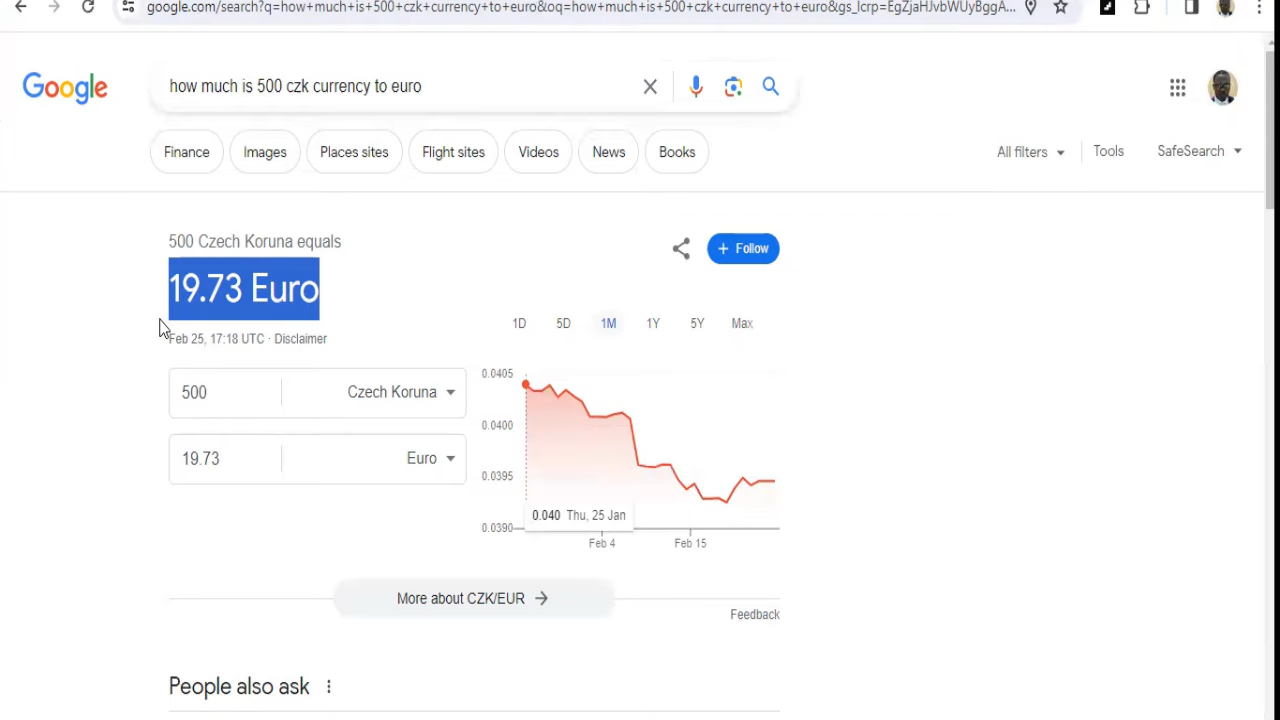 google.com/search?q=how+much+is+500+czk+currency+to+euro&oq=how+much+is+500+czk+currency+to+euro&gs_lcrp=EgZjaHJvbWUyBggA...
Google
how much is 500 czk currency to euro
Finance
Images
Places sites
Flight sites
Videos
News
Books
All filters
Tools
SafeSearch
500 Czech Koruna equals
19.73 Euro
Feb 25, 17:18 UTC · Disclaimer
+ Follow
500 Czech Koruna
19.73 Euro
1D 5D 1M 1Y 5Y Max
0.0405
0.0400
0.0395
0.0390
0.040 Thu, 25 Jan
Feb 4 Feb 15
More about CZK/EUR
Feedback
People also ask